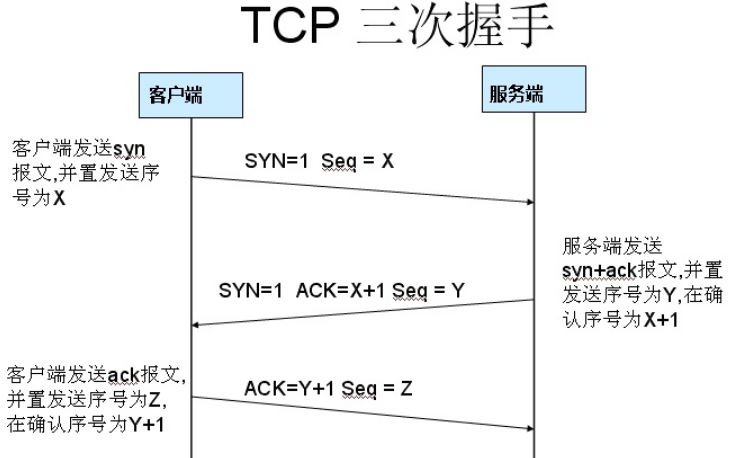 TCP 三次握手
客户端
服务端
客户端发送syn
报文,并置发送序
号为X
SYN=1 Seq = X
服务端发送
syn+ack报文,并置
发送序号为Y,在确
认序号为X+1
SYN=1 ACK=X+1 Seq = Y
客户端发送ack报文,
并置发送序号为Z,
在确认序号为Y+1
ACK=Y+1 Seq = Z